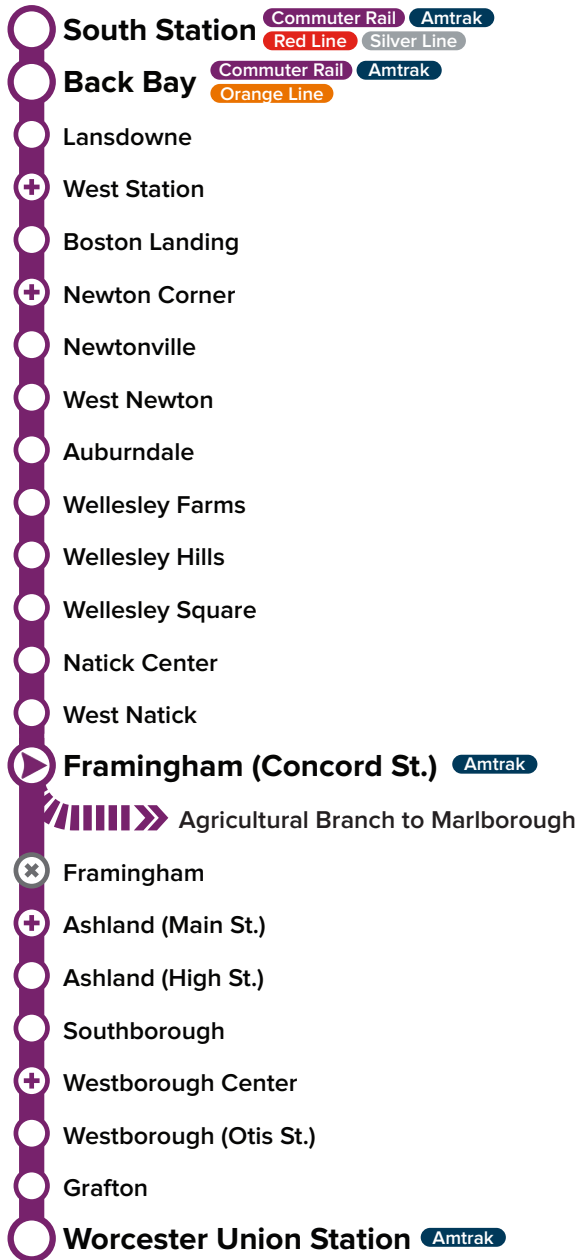 South Station Commuter Rail Amtrak
Red Line Silver Line
Back Bay Commuter Rail Amtrak
Orange Line
Lansdowne
West Station
Boston Landing
Newton Corner
Newtonville
West Newton
Auburndale
Wellesley Farms
Wellesley Hills
Wellesley Square
Natick Center
West Natick
Framingham (Concord St.) Amtrak
Agricultural Branch to Marlborough
Framingham
Ashland (Main St.)
Ashland (High St.)
Southborough
Westborough Center
Westborough (Otis St.)
Grafton
Worcester Union Station Amtrak